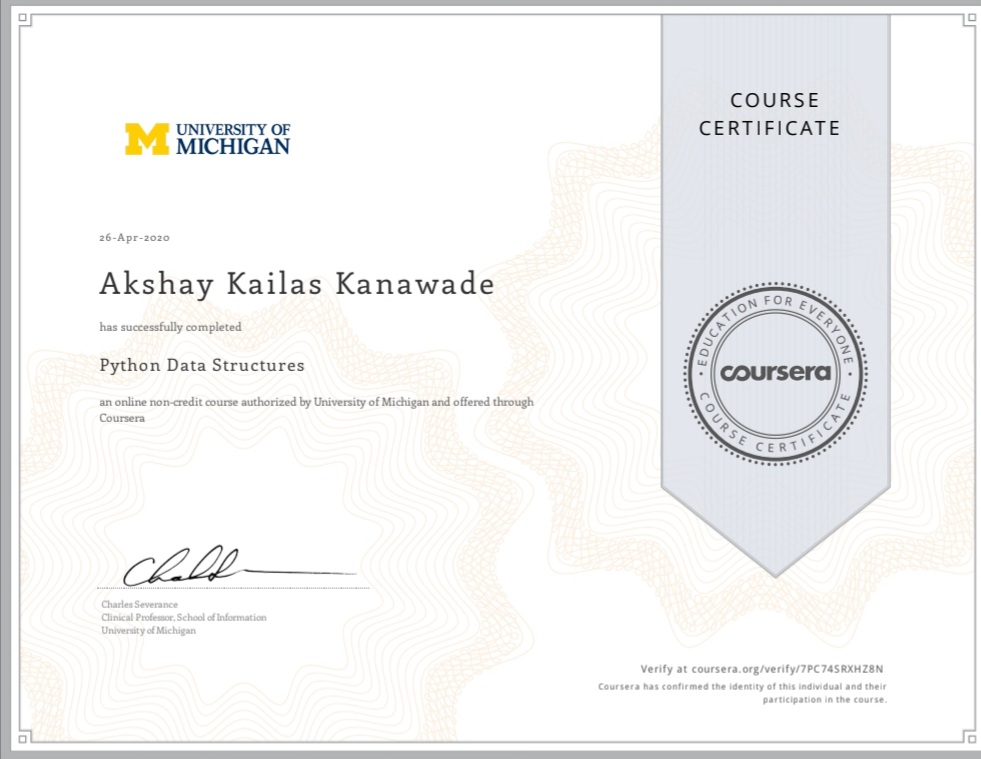 UNIVERSITY OF
MICHIGAN
COURSE
CERTIFICATE
26-Apr-2020
Akshay Kailas Kanawade
has successfully completed
Python Data Structures
an online non-credit course authorized by University of Michigan and offered through
Coursera
EDUCATION FOR EVERYONE
coursera
COURSE CERTIFICATE
Charles Severance
Clinical Professor, School of Information
University of Michigan
Verify at coursera.org/verify/7PC74SRXHZ8N
Coursera has confirmed the identity of this individual and their
participation in the course.